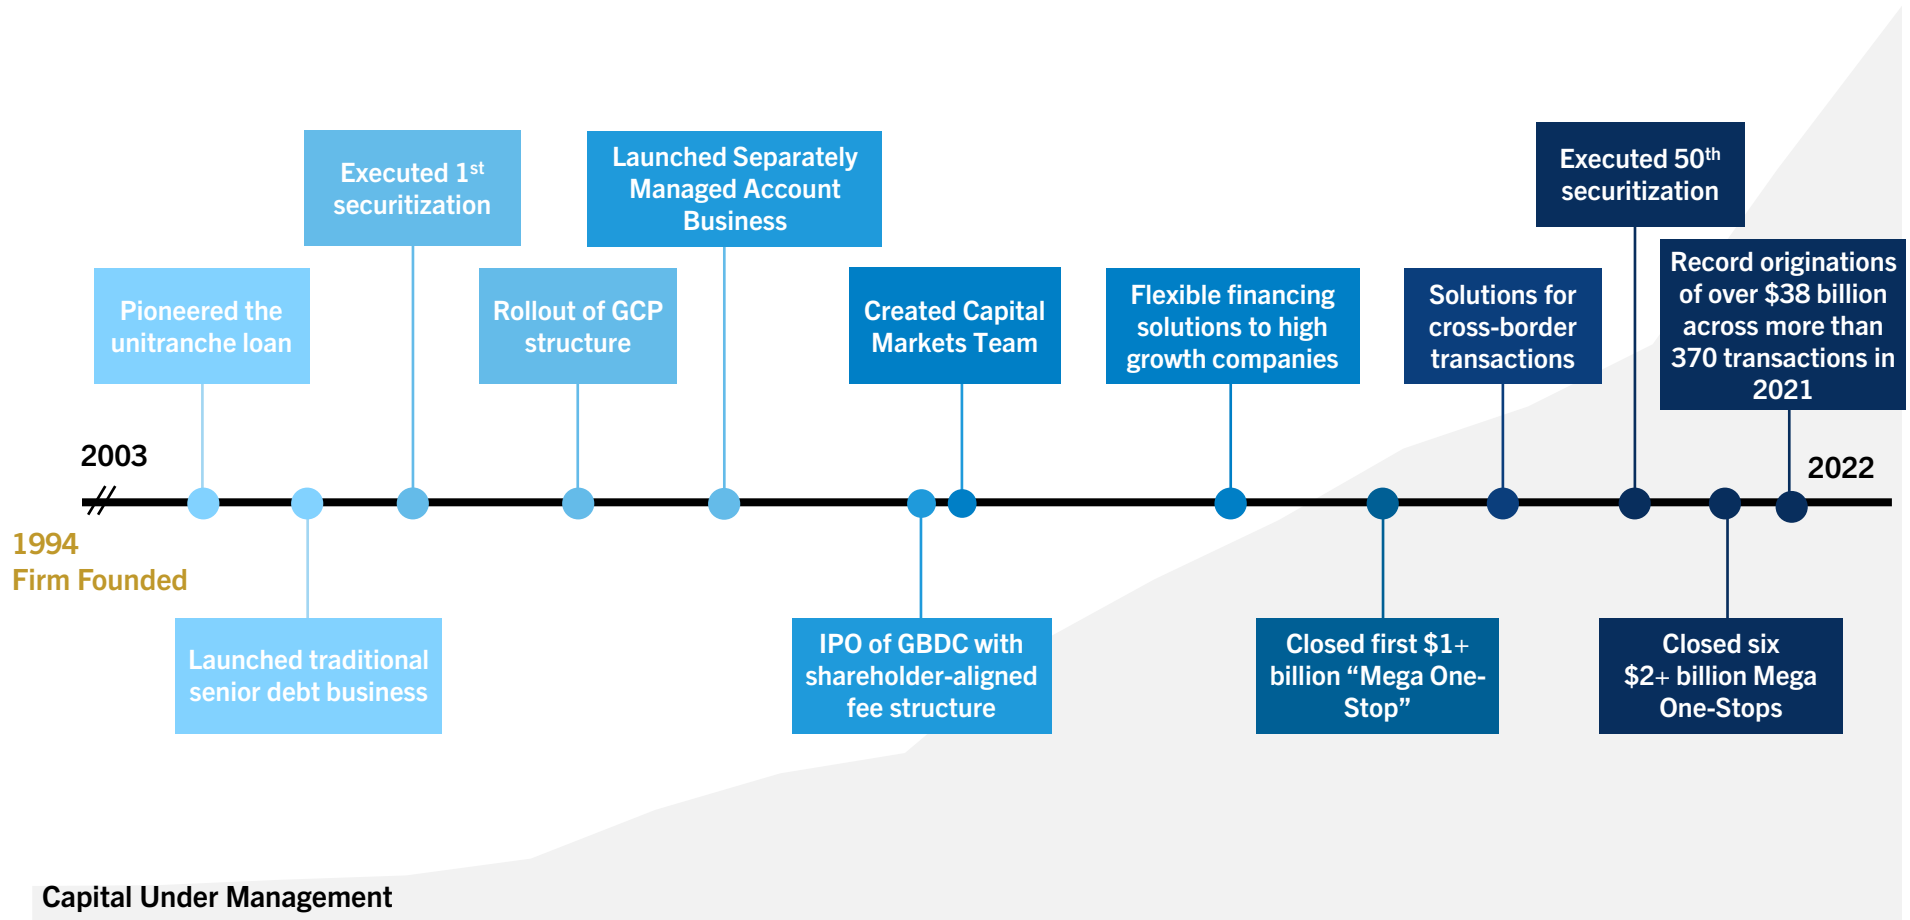 Executed 1st
securitization
Launched Separately
Managed Account
Business
Executed 50th
securitization
Pioneered the
unitranche loan
Rollout of GCP
structure
Created Capital
Markets Team
Flexible financing
solutions to high
growth companies
Solutions for
cross-border
transactions
Record originations
of over $38 billion
across more than
370 transactions in
2021
2003
2022
1994
Firm Founded
Launched traditional
senior debt business
IPO of GBDC with
shareholder-aligned
fee structure
Closed first $1+
billion “Mega One-
Stop”
Closed six
$2+ billion Mega
One-Stops
Capital Under Management